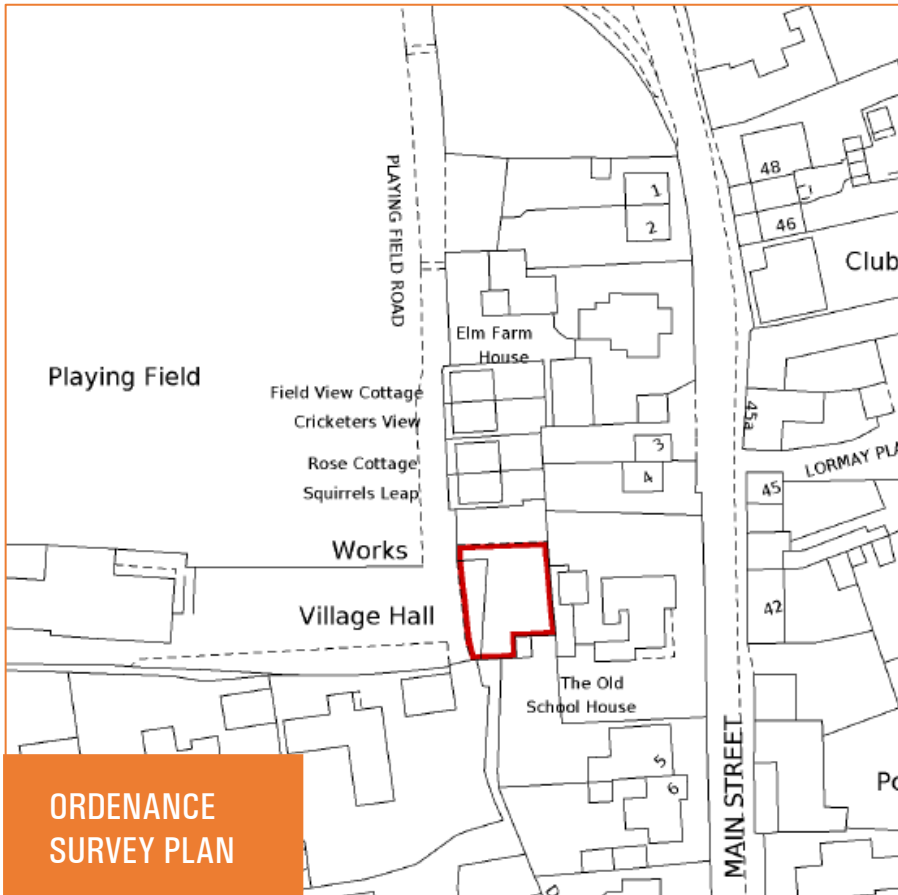 PLAYING FIELD ROAD
1
2
48
46
Club
Elm Farm
House
Playing Field
Field View Cottage
Cricketers View
Rose Cottage
Squirrels Leap
3
4
45a
LORMAY PLA
45
42
Works
Village Hall
The Old
School House
5
6
MAIN STREET
Po
ORDENANCE
SURVEY PLAN